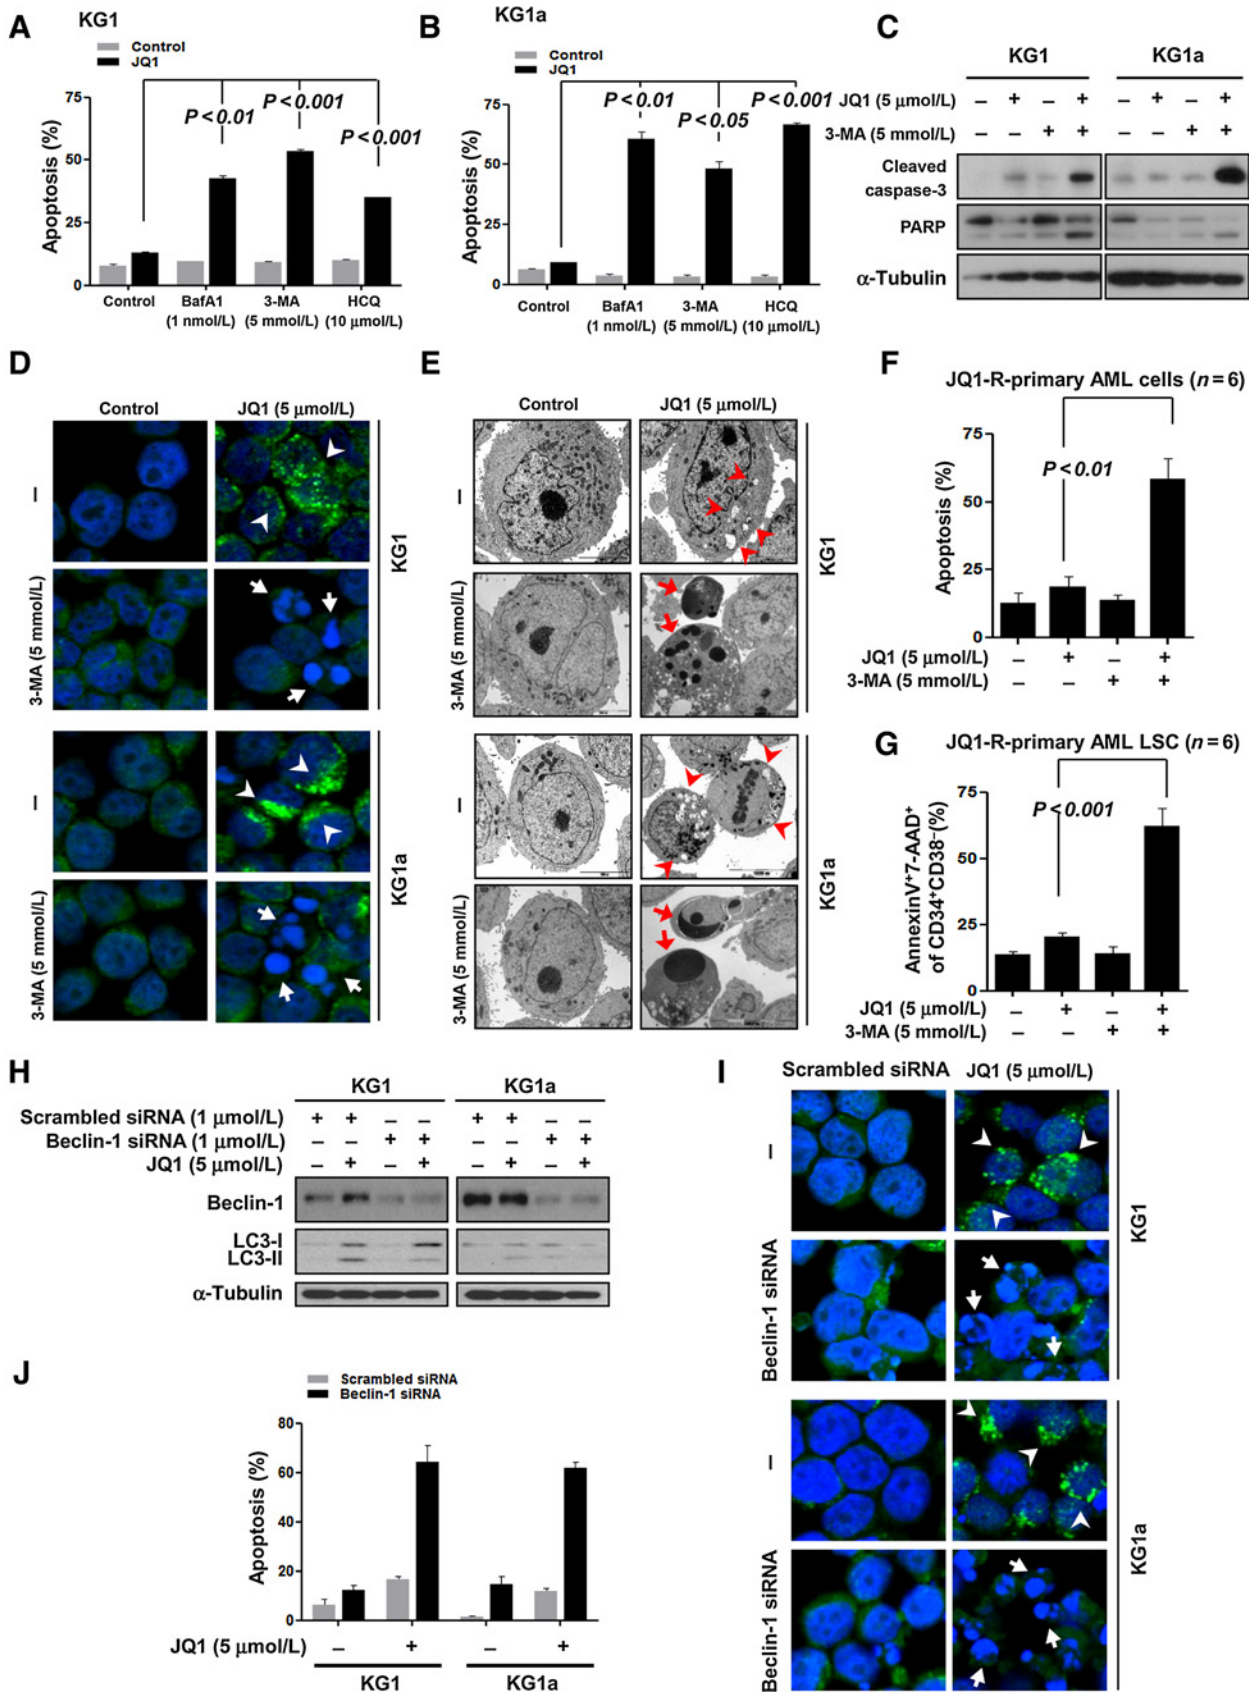 A
KG1
Control
JQ1
Apoptosis (%)
75
50
25
0
P < 0.01
P < 0.001
P < 0.001
Control
BafA1
3-MA
HCQ
(1 nmol/L)
(5 mmol/L)
(10 μmol/L)
B
KG1a
Control
JQ1
Apoptosis (%)
75
50
25
0
P < 0.01
P < 0.05
P < 0.001
Control
BafA1
3-MA
HCQ
(1 nmol/L)
(5 mmol/L)
(10 μmol/L)
C
KG1
KG1a
JQ1 (5 μmol/L) – + – + – + – +
3-MA (5 mmol/L) – – + + – – + +
Cleaved
caspase-3
PARP
α-Tubulin
D
Control
JQ1 (5 μmol/L)
–
3-MA (5 mmol/L)
KG1
–
3-MA (5 mmol/L)
KG1a
E
Control
JQ1 (5 μmol/L)
–
3-MA (5 mmol/L)
KG1
–
3-MA (5 mmol/L)
KG1a
F
JQ1-R-primary AML cells (n = 6)
Apoptosis (%)
75
50
25
0
P < 0.01
JQ1 (5 μmol/L) – + – +
3-MA (5 mmol/L) – – + +
G
JQ1-R-primary AML LSC (n = 6)
AnnexinV+7-AAD+
of CD34+CD38–(%)
75
50
25
0
P < 0.001
JQ1 (5 μmol/L) – + – +
3-MA (5 mmol/L) – – + +
H
KG1
KG1a
Scrambled siRNA (1 μmol/L) + + – – + + – –
Beclin-1 siRNA (1 μmol/L) – – + + – – + +
JQ1 (5 μmol/L) – + – + – + – +
Beclin-1
LC3-I
LC3-II
α-Tubulin
I
Scrambled siRNA
JQ1 (5 μmol/L)
–
Beclin-1 siRNA
KG1
–
Beclin-1 siRNA
KG1a
J
Scrambled siRNA
Beclin-1 siRNA
Apoptosis (%)
80
60
40
20
0
JQ1 (5 μmol/L) – + – +
KG1
KG1a